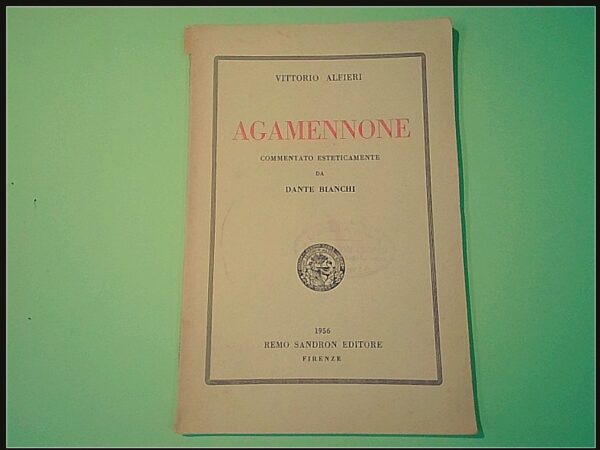 VITTORIO ALFIERI
AGAMENNONE
COMMENTATO ESTETICAMENTE
DA
DANTE BIANCHI
1956
REMO SANDRON EDITORE
FIRENZE